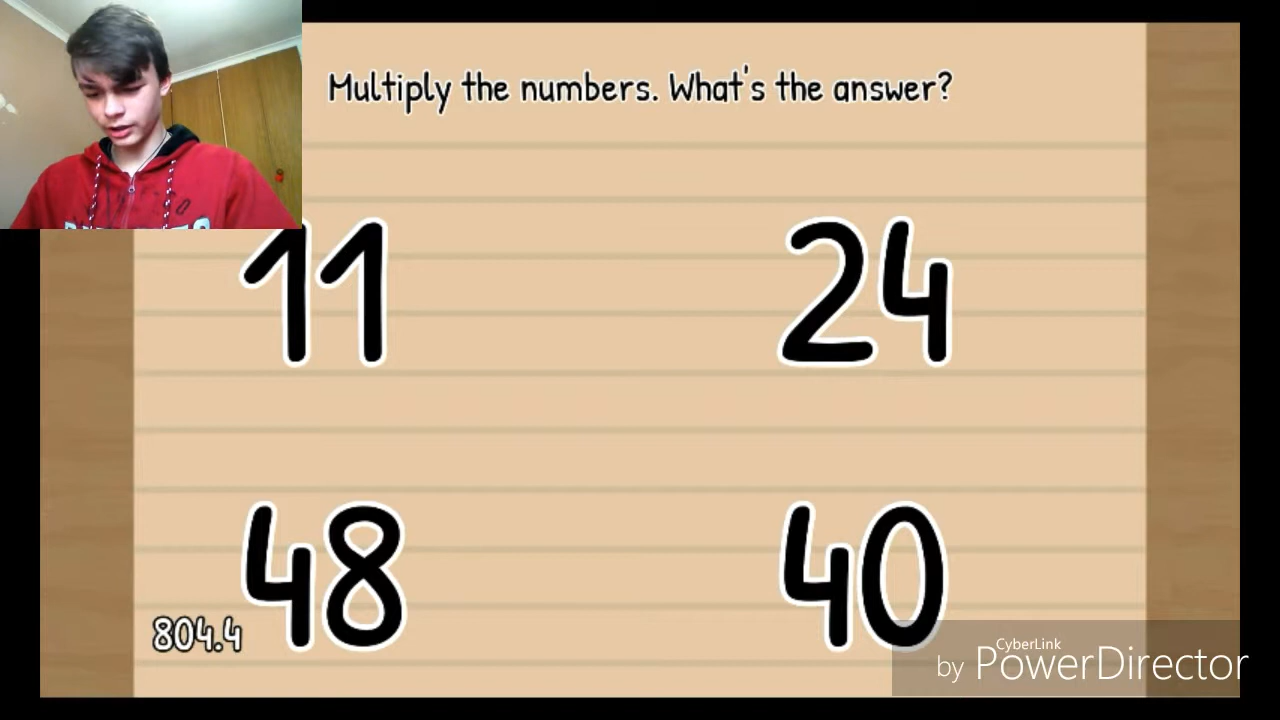 Multiply the numbers. What's the answer?
11 24
48 40
804.4
CyberLink
by PowerDirector